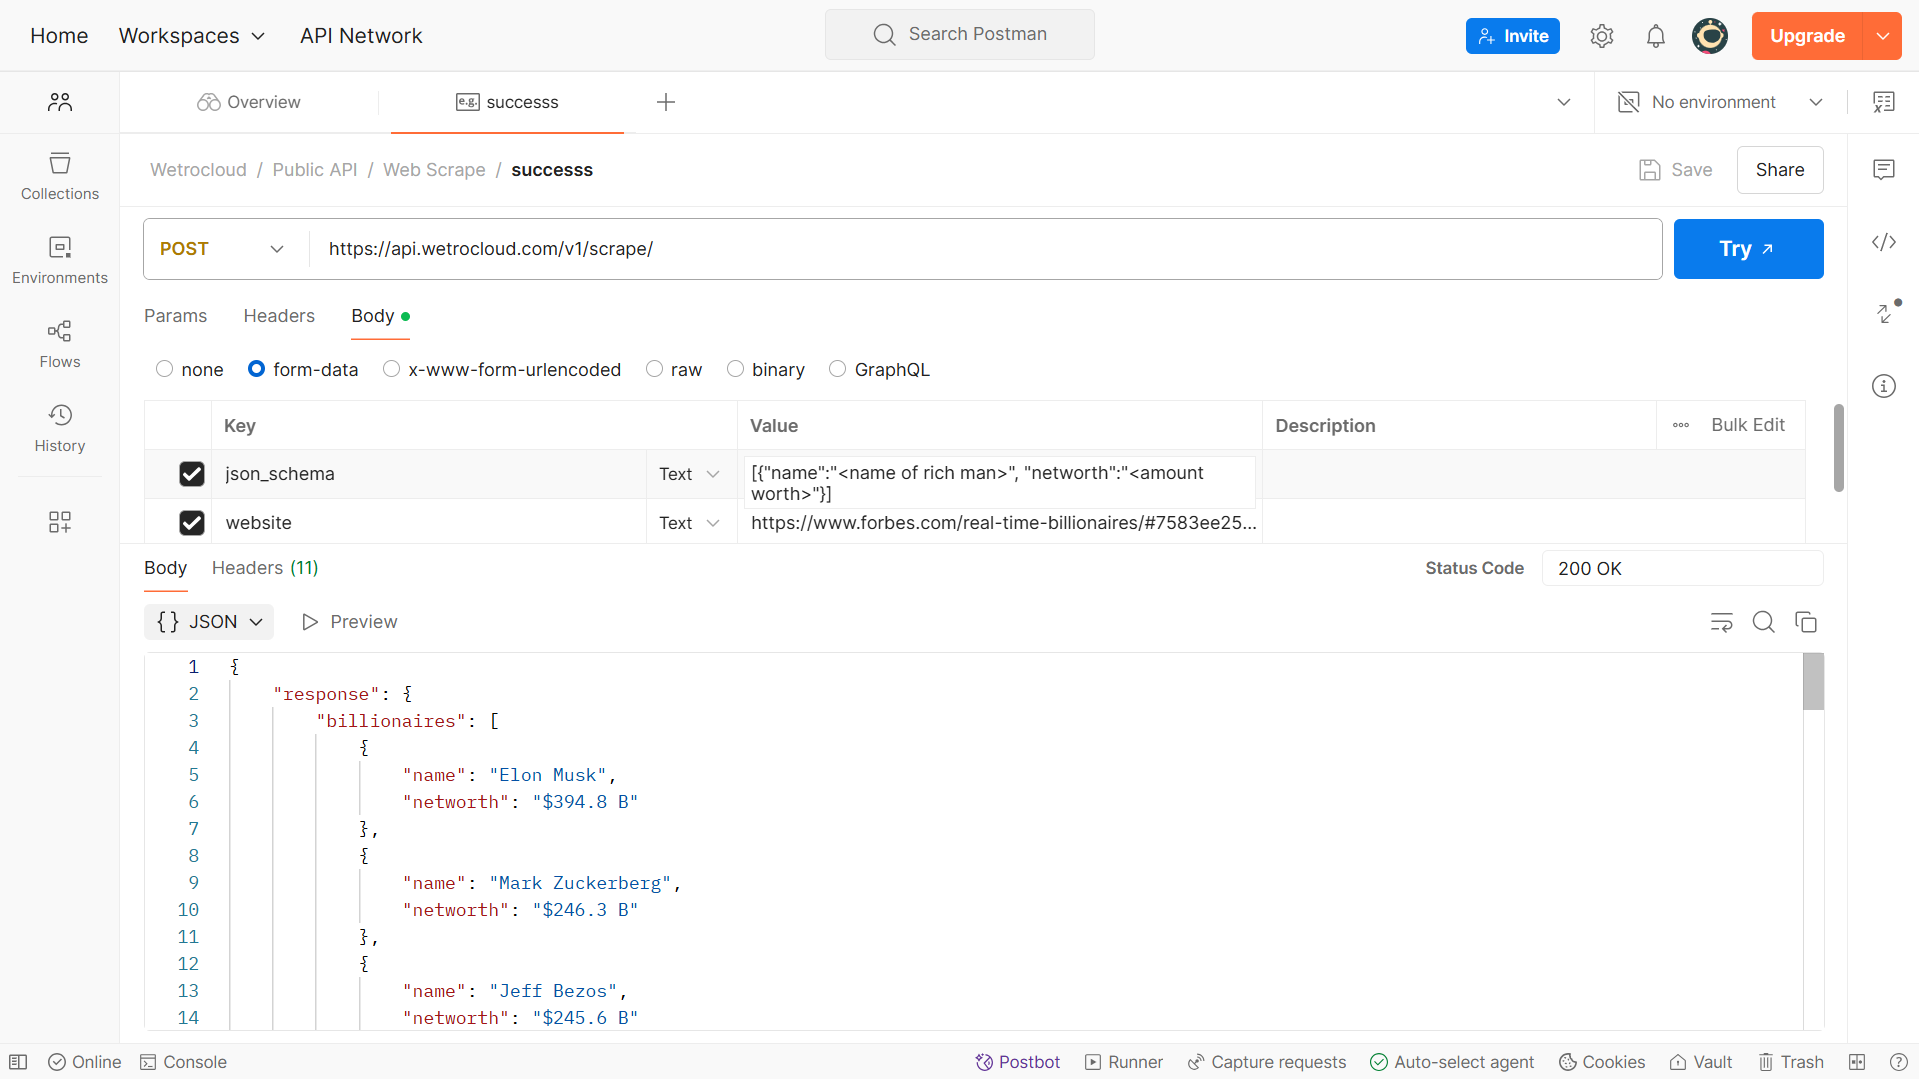 Home Workspaces API Network Search Postman Invite Upgrade
Overview e.g. successs No environment
Wetrocloud / Public API / Web Scrape / successs Save Share
Collections
POST https://api.wetrocloud.com/v1/scrape/ Try
Environments
Params Headers Body
Flows
none form-data x-www-form-urlencoded raw binary GraphQL
History
Key Value Description Bulk Edit
json_schema Text [{"name":"<name of rich man>", "networth":"<amount
worth>"}]
website Text https://www.forbes.com/real-time-billionaires/#7583ee25...
Body Headers (11) Status Code 200 OK
{} JSON Preview
1 {
2 "response": {
3 "billionaires": [
4 {
5 "name": "Elon Musk",
6 "networth": "$394.8 B"
7 },
8 {
9 "name": "Mark Zuckerberg",
10 "networth": "$246.3 B"
11 },
12 {
13 "name": "Jeff Bezos",
14 "networth": "$245.6 B"
Online Console Postbot Runner Capture requests Auto-select agent Cookies Vault Trash